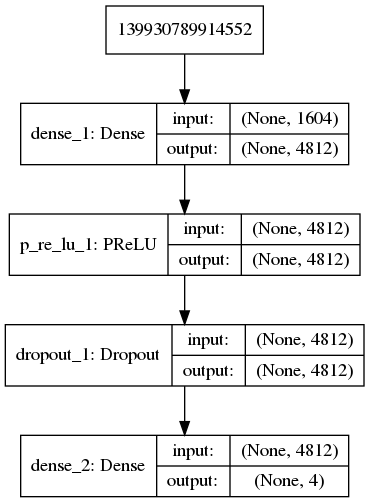 139930789914552
dense_1: Dense
input:
(None, 1604)
output:
(None, 4812)
p_re_lu_1: PReLU
input:
(None, 4812)
output:
(None, 4812)
dropout_1: Dropout
input:
(None, 4812)
output:
(None, 4812)
dense_2: Dense
input:
(None, 4812)
output:
(None, 4)